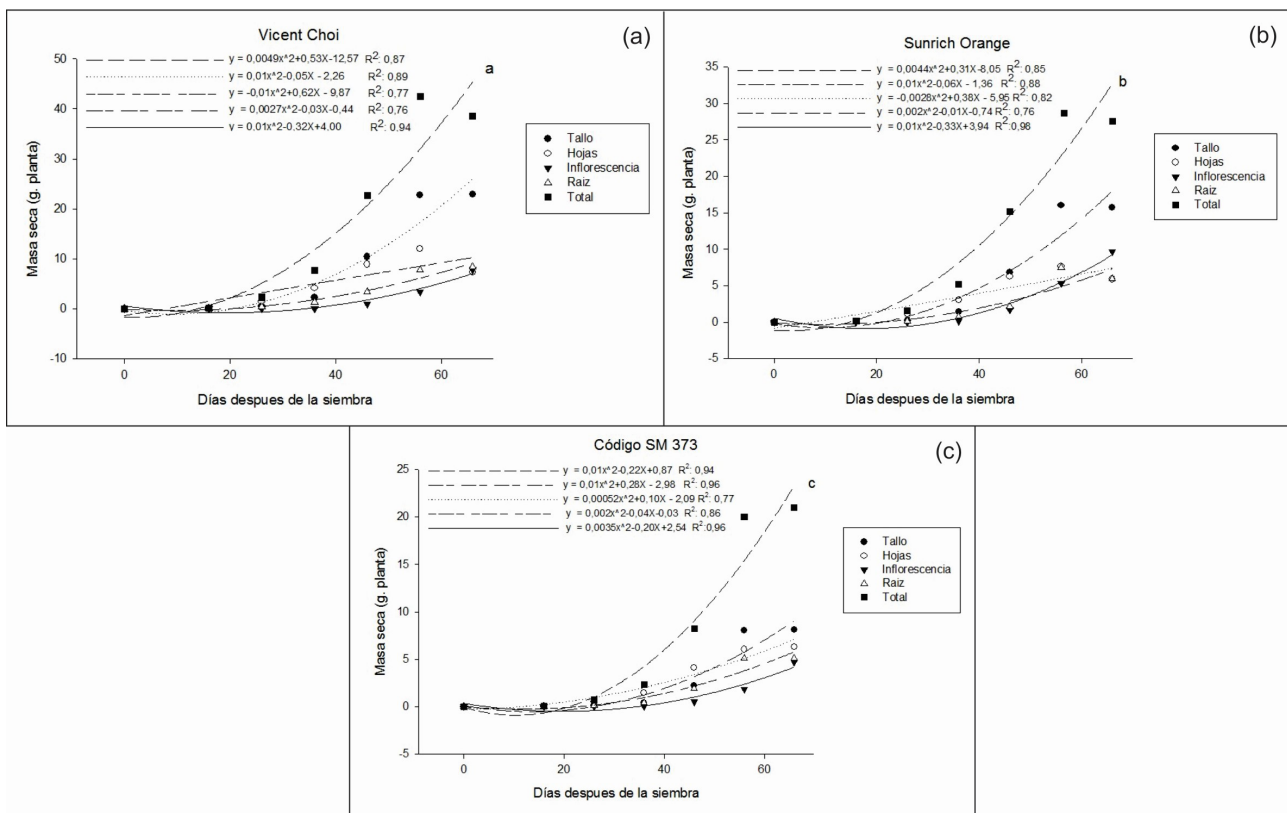 Vicent Choi
(a)
y = 0,0049x^2+0,53X-12,57 R2: 0,87
y = 0,01x^2-0,05X - 2,26 R2: 0,89
y = -0,01x^2+0,62X - 9,87 R2: 0,77
y = 0,0027x^2-0,03X-0,44 R2: 0,76
y = 0,01x^2-0,32X+4,00 R2: 0,94
a
Tallo
Hojas
Inflorescencia
Raiz
Total
50
40
30
20
10
0
-10
Masa seca (g. planta)
0 20 40 60
Días despues de la siembra
Sunrich Orange
(b)
y = 0,0044x^2+0,31X-8,05 R2: 0,85
y = 0,01x^2-0,06X - 1,36 R2: 0,88
y = -0,0028x^2+0,38X - 5,95 R2: 0,82
y = 0,002x^2-0,01X-0,74 R2: 0,76
y = 0,01x^2-0,33X+3,94 R2: 0,98
b
Tallo
Hojas
Inflorescencia
Raiz
Total
35
30
25
20
15
10
5
0
-5
Masa seca (g. planta)
0 20 40 60
Días despues de la siembra
Código SM 373
(c)
y = 0,01x^2-0,22X+0,87 R2: 0,94
y = 0,01x^2+0,28X - 2,98 R2: 0,96
y = 0,00052x^2+0,10X - 2,09 R2: 0,77
y = 0,002x^2-0,04X-0,03 R2: 0,86
y = 0,0035x^2-0,20X+2,54 R2: 0,96
c
Tallo
Hojas
Inflorescencia
Raiz
Total
25
20
15
10
5
0
-5
Masa seca (g. planta)
0 20 40 60
Días despues de la siembra